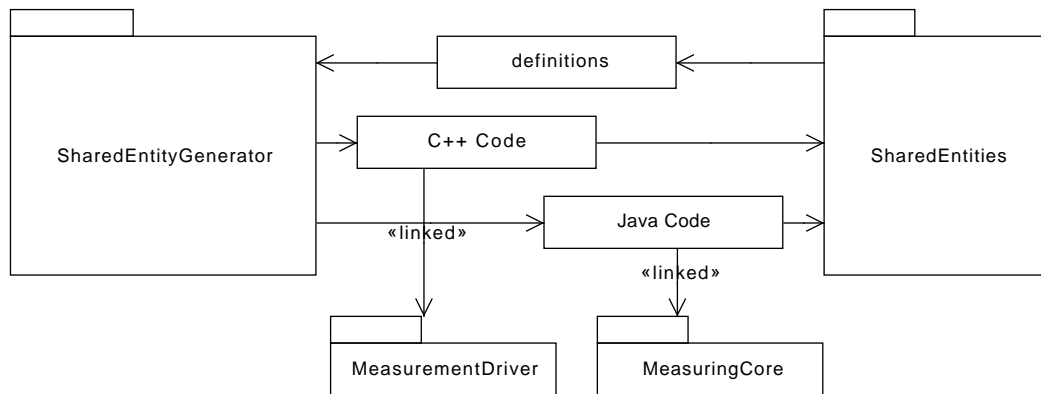 definitions
C++ Code
SharedEntityGenerator
SharedEntities
Java Code
«linked»
«linked»
MeasurementDriver
MeasuringCore